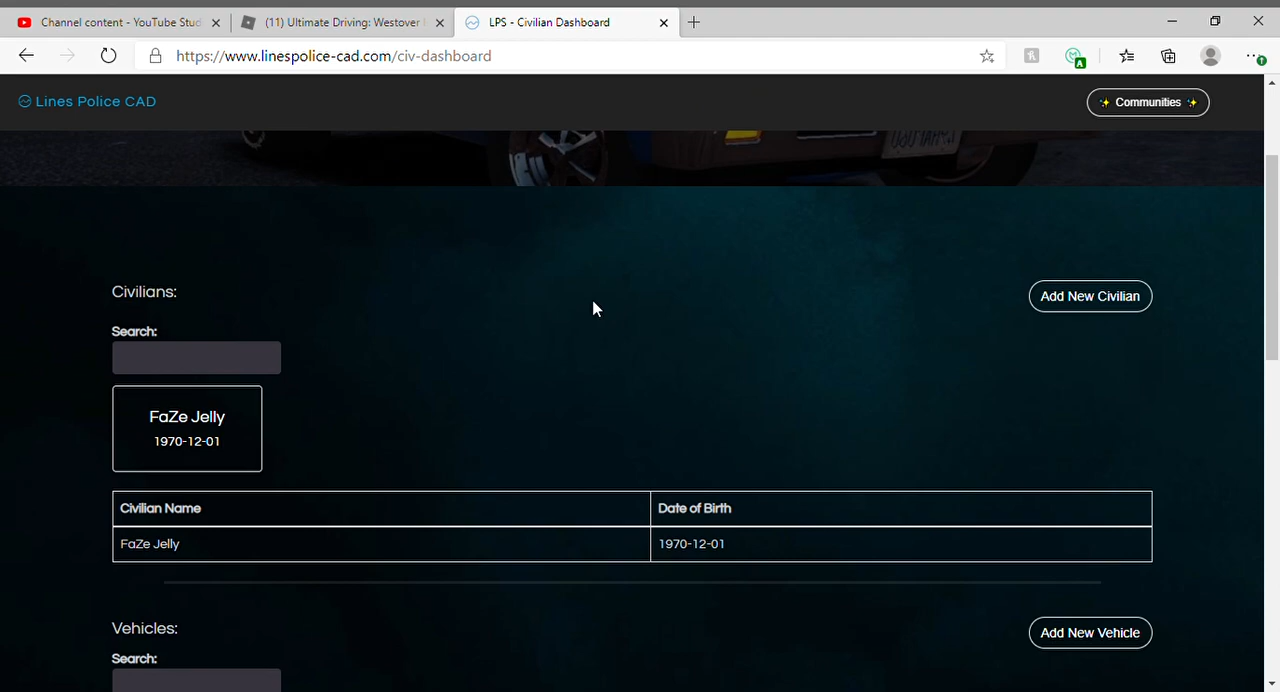 Channel content - YouTube Stud
(11) Ultimate Driving: Westover
LPS - Civilian Dashboard
https://www.linespolice-cad.com/civ-dashboard
A
Lines Police CAD
✨ Communities ✨
Civilians:
Add New Civilian
Search:
FaZe Jelly
1970-12-01
Civilian Name
Date of Birth
FaZe Jelly
1970-12-01
Vehicles:
Add New Vehicle
Search: